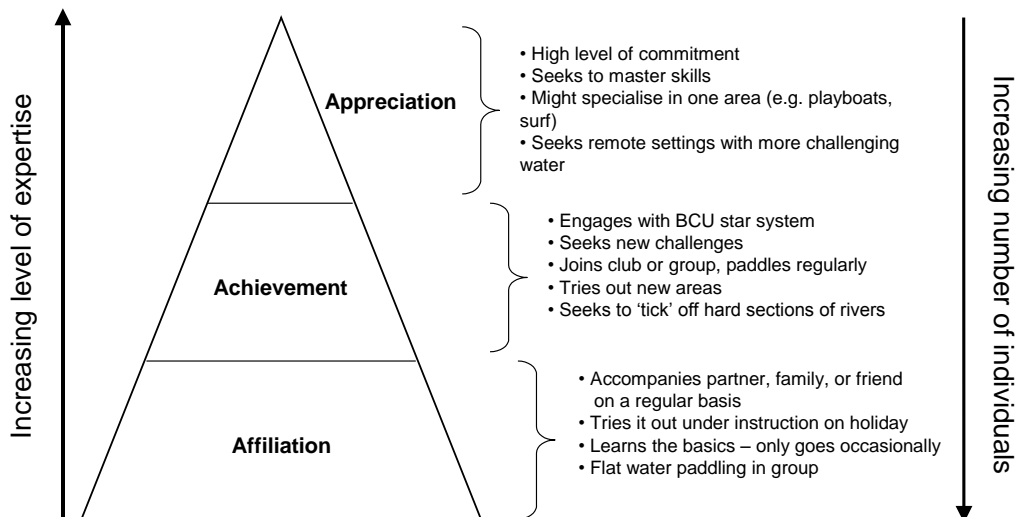 Increasing level of expertise
Appreciation
• High level of commitment
• Seeks to master skills
• Might specialise in one area (e.g. playboats,
surf)
• Seeks remote settings with more challenging
water
Achievement
• Engages with BCU star system
• Seeks new challenges
• Joins club or group, paddles regularly
• Tries out new areas
• Seeks to ‘tick’ off hard sections of rivers
Affiliation
• Accompanies partner, family, or friend
on a regular basis
• Tries it out under instruction on holiday
• Learns the basics – only goes occasionally
• Flat water paddling in group
Increasing number of individuals